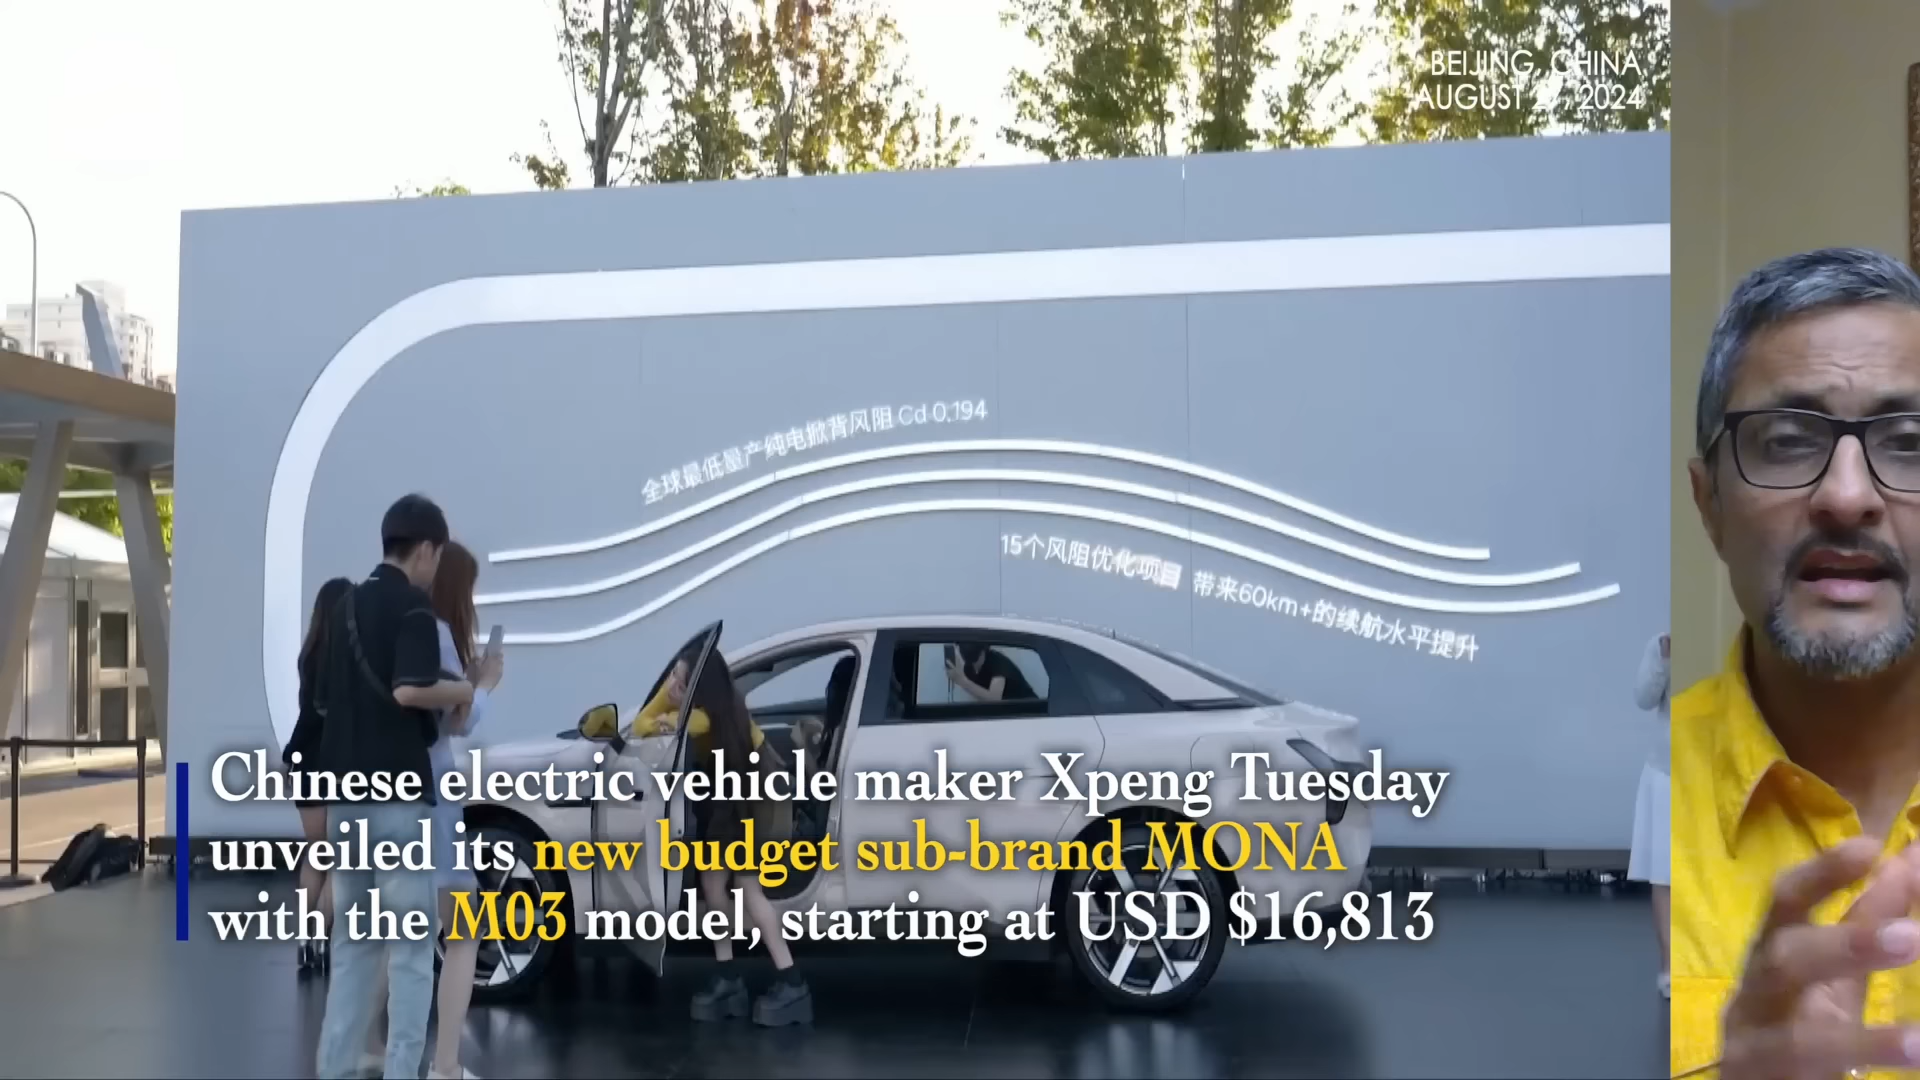 BEIJING, CHINA
AUGUST 27, 2024
全球最低量产纯电掀背风阻 Cd 0.194
15个风阻优化项目 带来60km+的续航水平提升
Chinese electric vehicle maker Xpeng Tuesday
unveiled its new budget sub-brand MONA
with the M03 model, starting at USD $16,813